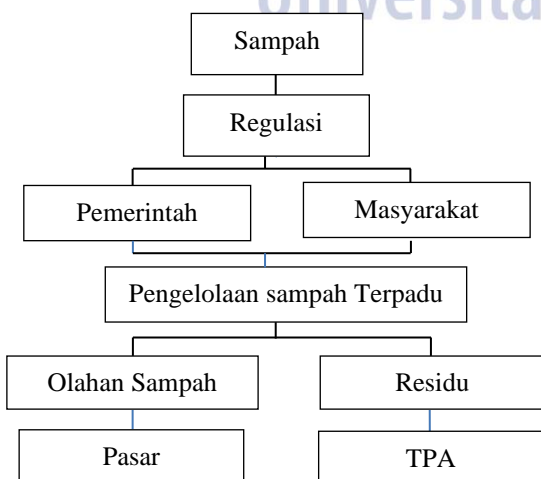 Sampah
Regulasi
Pemerintah
Masyarakat
Pengelolaan sampah Terpadu
Olahan Sampah
Residu
Pasar
TPA